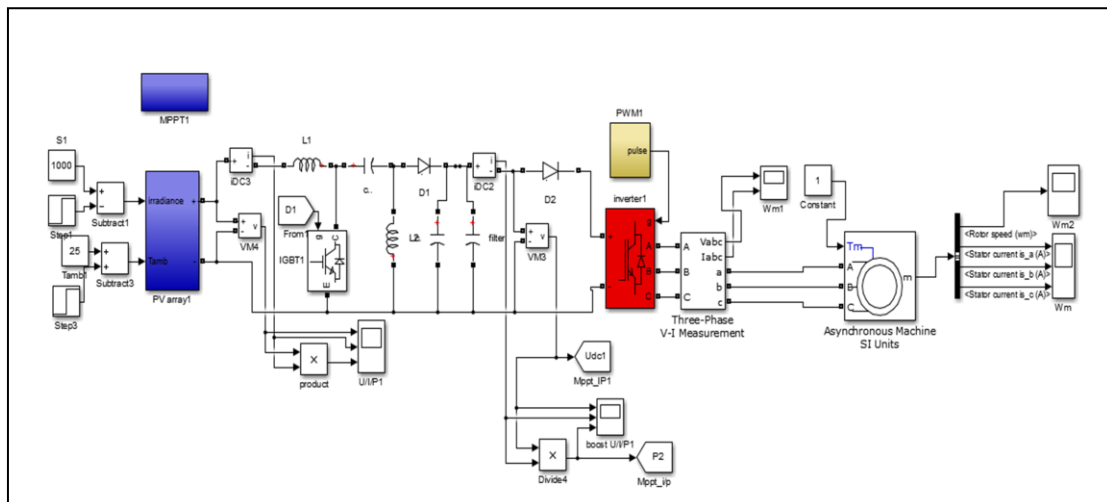 MPPT1
S1
1000
Step1
Subtract1
25
Tamb1
Subtract3
Step3
irradiance
Tamb
+
-
PV array1
+
i
-
iDC3
+ v
-
VM4
product
U/I/P1
L1
D1
From1
g C
E
IGBT1
D1
L2
filter
+
i
-
iDC2
+ v
-
VM3
D2
PWM1
pulse
inverter1
g
+
A
B
-
C
A
B
C
Vabc
Iabc
a
b
c
Three-Phase
V-I Measurement
Wm1
1
Constant
Tm
A
B
C
m
Asynchronous Machine
SI Units
<Rotor speed (wm)>
<Stator current is_a (A)>
<Stator current is_b (A)>
<Stator current is_c (A)>
Wm2
Wm
Udc1
Mppt_IP1
boost U/I/P1
Divide4
P2
Mppt_i/p